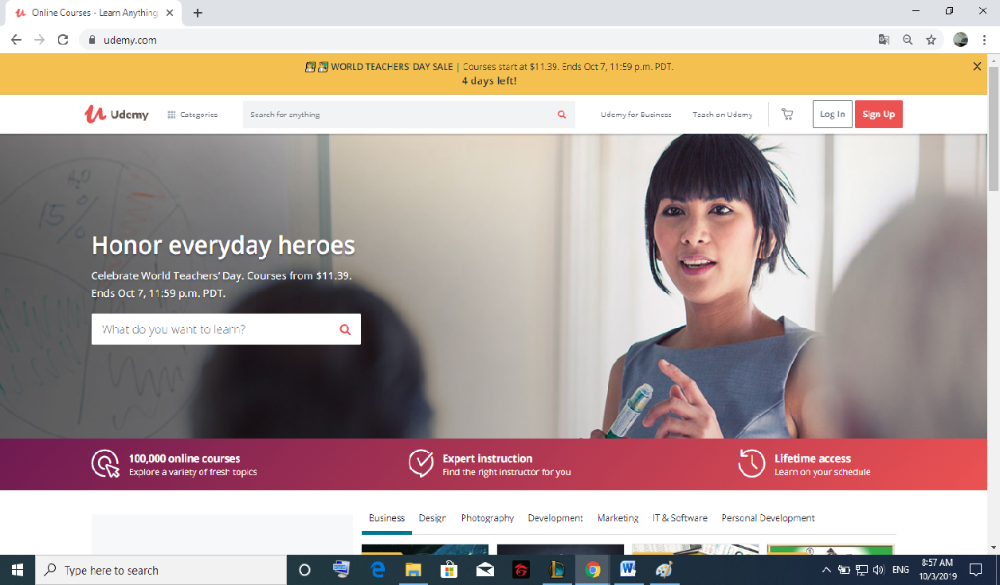 Online Courses - Learn Anything
udemy.com
WORLD TEACHERS' DAY SALE | Courses start at $11.39. Ends Oct 7, 11:59 p.m. PDT.
4 days left!
Udemy
Categories
Search for anything
Udemy for Business
Teach on Udemy
Log In
Sign Up
15%
Honor everyday heroes
Celebrate World Teachers' Day. Courses from $11.39.
Ends Oct 7, 11:59 p.m. PDT.
What do you want to learn?
100,000 online courses
Explore a variety of fresh topics
Expert instruction
Find the right instructor for you
Lifetime access
Learn on your schedule
Business Design Photography Development Marketing IT & Software Personal Development
Type here to search
ENG
8:57 AM
10/3/2019